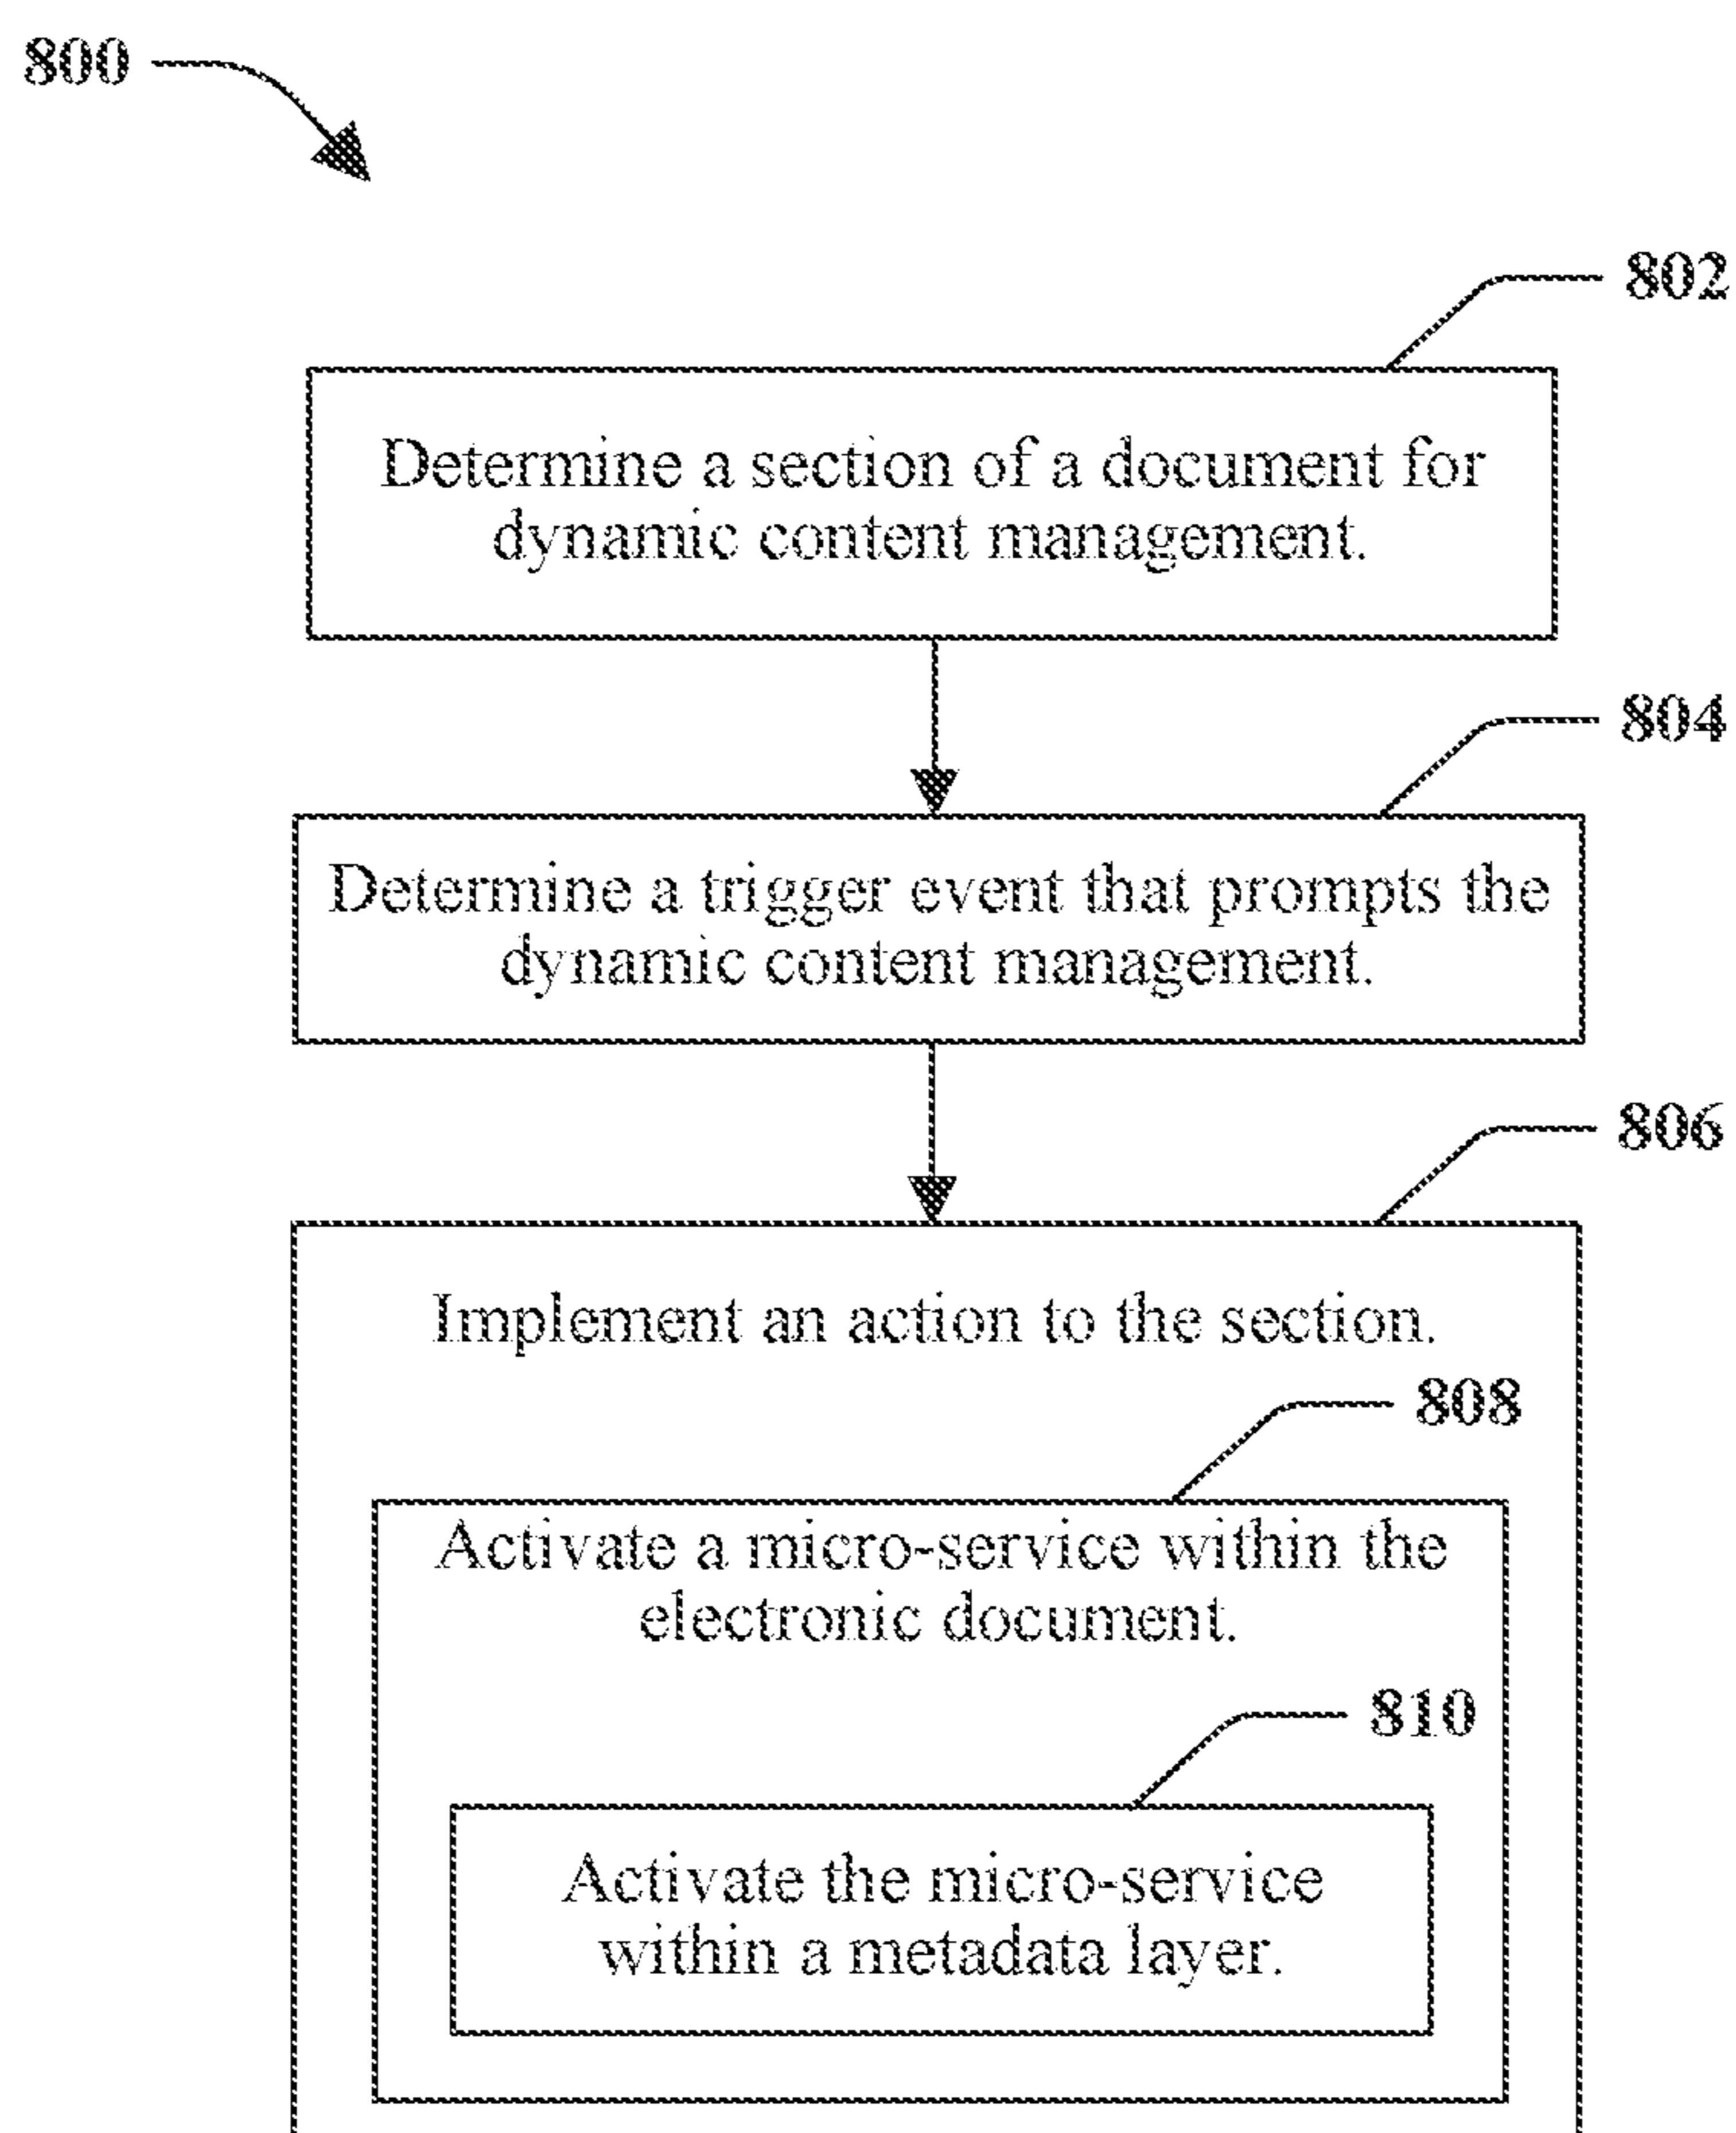 800
802
Determine a section of a document for
dynamic content management.
804
Determine a trigger event that prompts the
dynamic content management.
806
Implement an action to the section.
808
Activate a micro-service within the
electronic document.
810
Activate the micro-service
within a metadata layer.